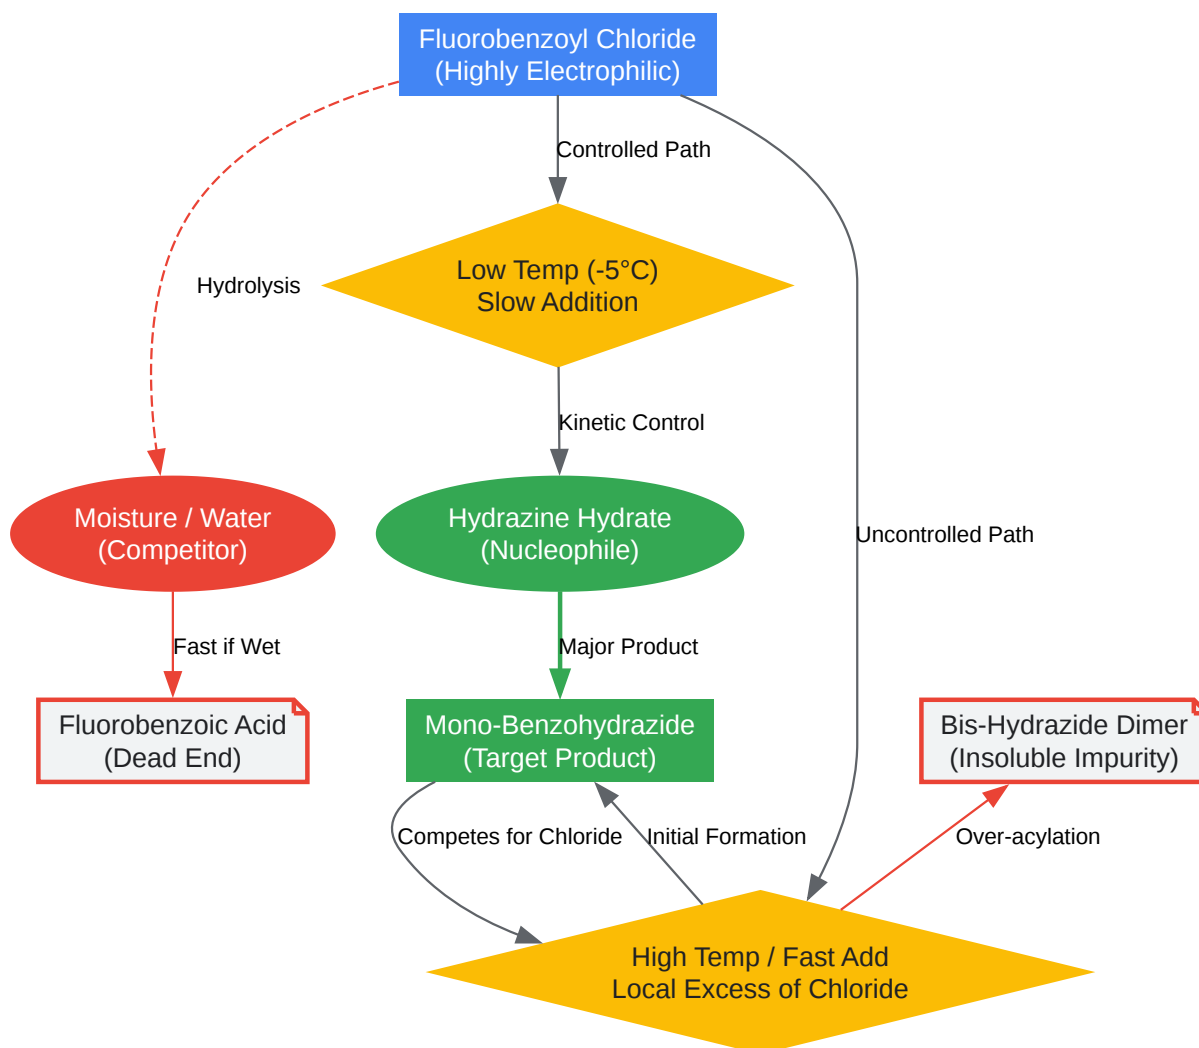 Fluorobenzoyl Chloride
(Highly Electrophilic)
Controlled Path
Low Temp (-5°C)
Slow Addition
Hydrolysis
Kinetic Control
Moisture / Water
(Competitor)
Hydrazine Hydrate
(Nucleophile)
Uncontrolled Path
Fast if Wet
Major Product
Fluorobenzoic Acid
(Dead End)
Mono-Benzohydrazide
(Target Product)
Bis-Hydrazide Dimer
(Insoluble Impurity)
Competes for Chloride
Initial Formation
Over-acylation
High Temp / Fast Add
Local Excess of Chloride